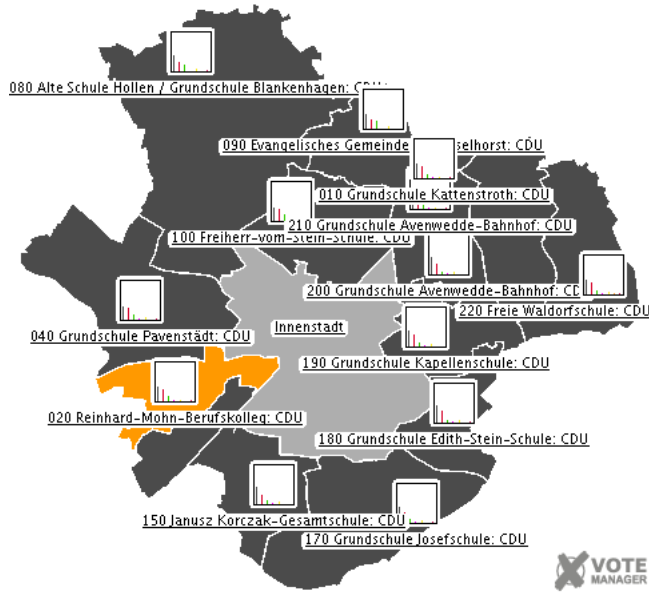 080 Alte Schule Hollen / Grundschule Blankenhagen: CDU
090 Evangelisches Gemeinde selhorst: CDU
010 Grundschule Kattenstroth: CDU
210 Grundschule Avenwedde-Bahnhof: CDU
100 Freiherr-vom-Stein-Schule: CDU
200 Grundschule Avenwedde-Bahnhof: CD
220 Freie Waldorfschule: CDU
Innenstadt
040 Grundschule Pavenstädt: CDU
190 Grundschule Kapellenschule: CDU
020 Reinhard-Mohn-Berufskolleg: CDU
180 Grundschule Edith-Stein-Schule: CDU
150 Janusz Korczak-Gesamtschule: CDU
170 Grundschule Josefschule: CDU
VOTE
MANAGER